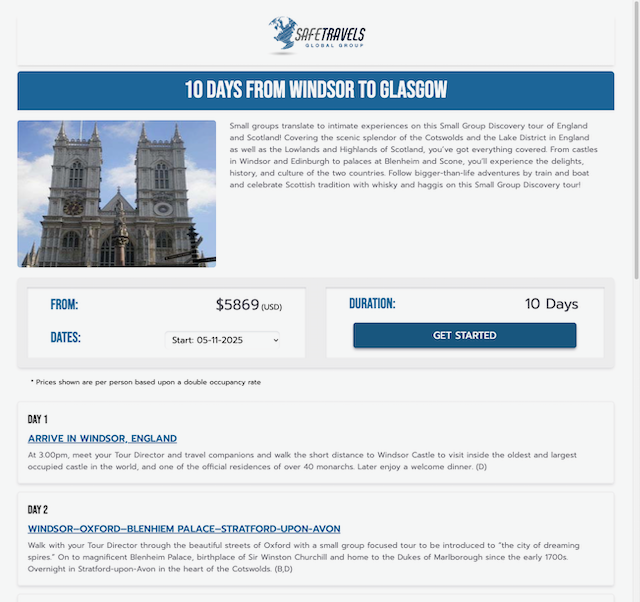 SAFETRAVELS
GLOBAL GROUP
10 DAYS FROM WINDSOR TO GLASGOW
Small groups translate to intimate experiences on this Small Group Discovery tour of England
and Scotland! Covering the scenic splendor of the Cotswolds and the Lake District in England
as well as the Lowlands and Highlands of Scotland, you've got everything covered. From castles
in Windsor and Edinburgh to palaces at Blenheim and Scone, you'll experience the delights,
history, and culture of the two countries. Follow bigger-than-life adventures by train and boat
and celebrate Scottish tradition with whisky and haggis on this Small Group Discovery tour!
FROM: $5869 (USD)
DATES: Start: 05-11-2025
DURATION: 10 Days
GET STARTED
* Prices shown are per person based upon a double occupancy rate
DAY 1
ARRIVE IN WINDSOR, ENGLAND
At 3.00pm, meet your Tour Director and travel companions and walk the short distance to Windsor Castle to visit inside the oldest and largest
occupied castle in the world, and one of the official residences of over 40 monarchs. Later enjoy a welcome dinner. (D)
DAY 2
WINDSOR–OXFORD–BLENHIEM PALACE–STRATFORD-UPON-AVON
Walk with your Tour Director through the beautiful streets of Oxford with a small group focused tour to be introduced to "the city of dreaming
spires." On to magnificent Blenheim Palace, birthplace of Sir Winston Churchill and home to the Dukes of Marlborough since the early 1700s.
Overnight in Stratford-upon-Avon in the heart of the Cotswolds. (B,D)